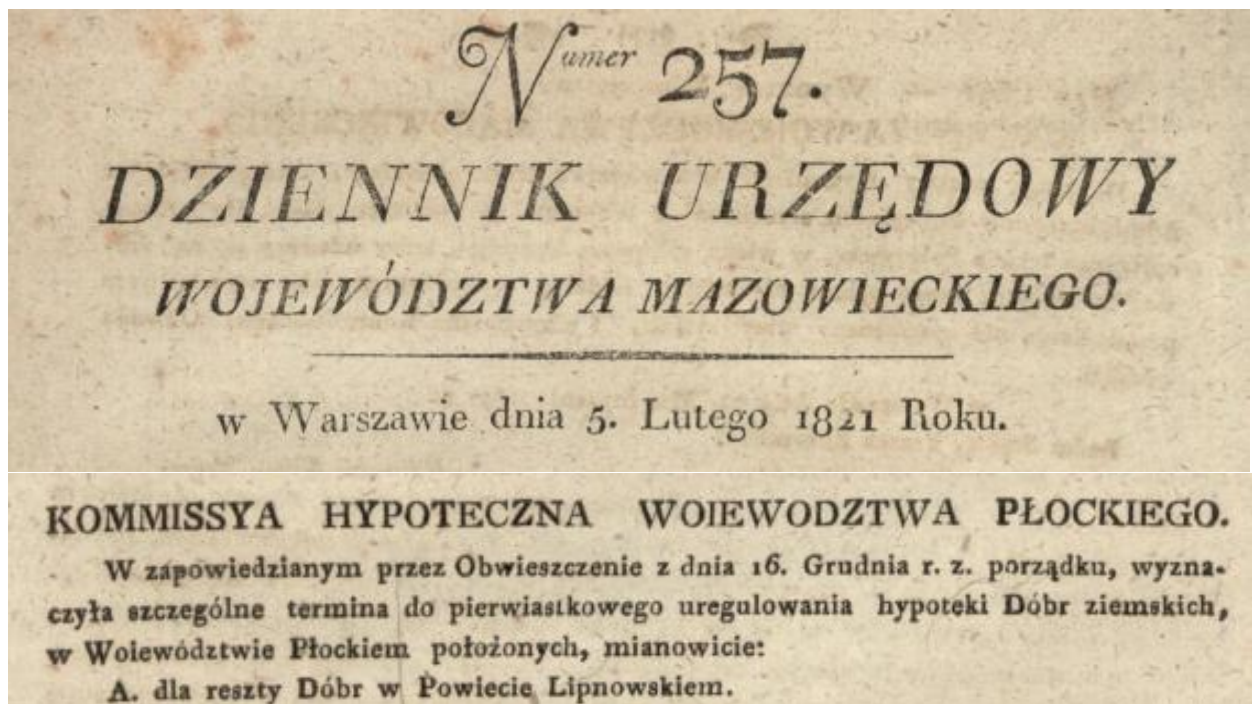 Numer 257.
DZIENNIK URZĘDOWY
WOJEWÓDZTWA MAZOWIECKIEGO.
w Warszawie dnia 5. Lutego 1821 Roku.
KOMMISSYA HYPOTECZNA WOIEWODZTWA PŁOCKIEGO.
W zapowiedzianym przez Obwieszczenie z dnia 16. Grudnia r. z. porządku, wyzna-
czyła szczególne termina do pierwiastkowego uregulowania hypoteki Dóbr ziemskich,
w Woiewództwie Płockiem położonych, mianowicie:
A. dla reszty Dóbr w Powiecie Lipnowskiem.